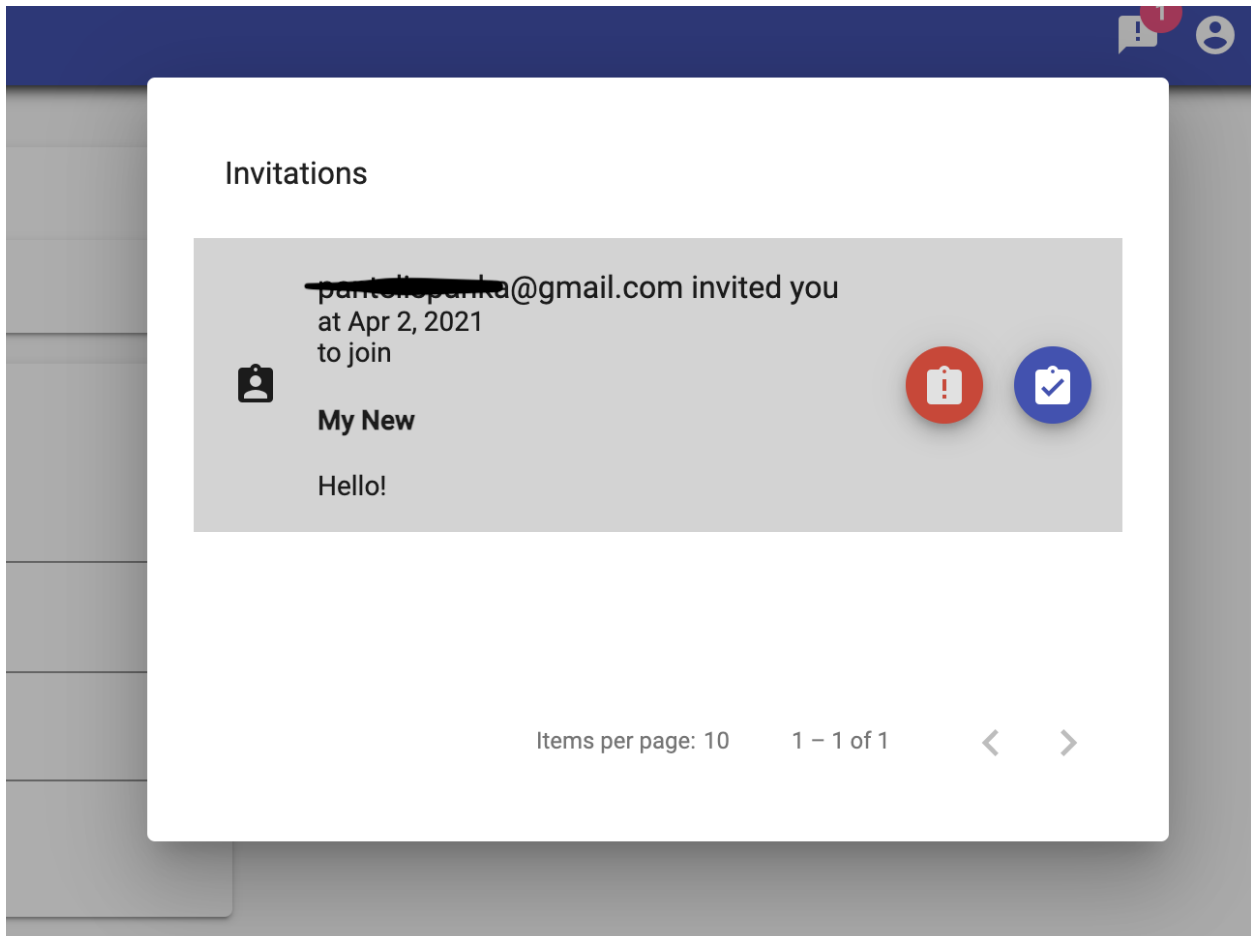 1
Invitations
@gmail.com invited you
at Apr 2, 2021
to join
My New
Hello!
Items per page: 10 1 – 1 of 1